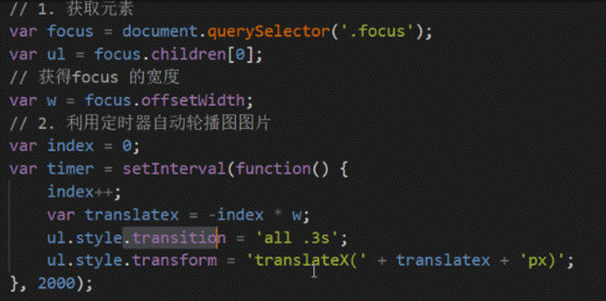 // 1. 获取元素
var focus = document.querySelector('.focus');
var ul = focus.children[0];
// 获得focus 的宽度
var w = focus.offsetWidth;
// 2. 利用定时器自动轮播图图片
var index = 0;
var timer = setInterval(function() {
    index++;
    var translatex = -index * w;
    ul.style.transition = 'all .3s';
    ul.style.transform = 'translateX(' + translatex + 'px)';
}, 2000);